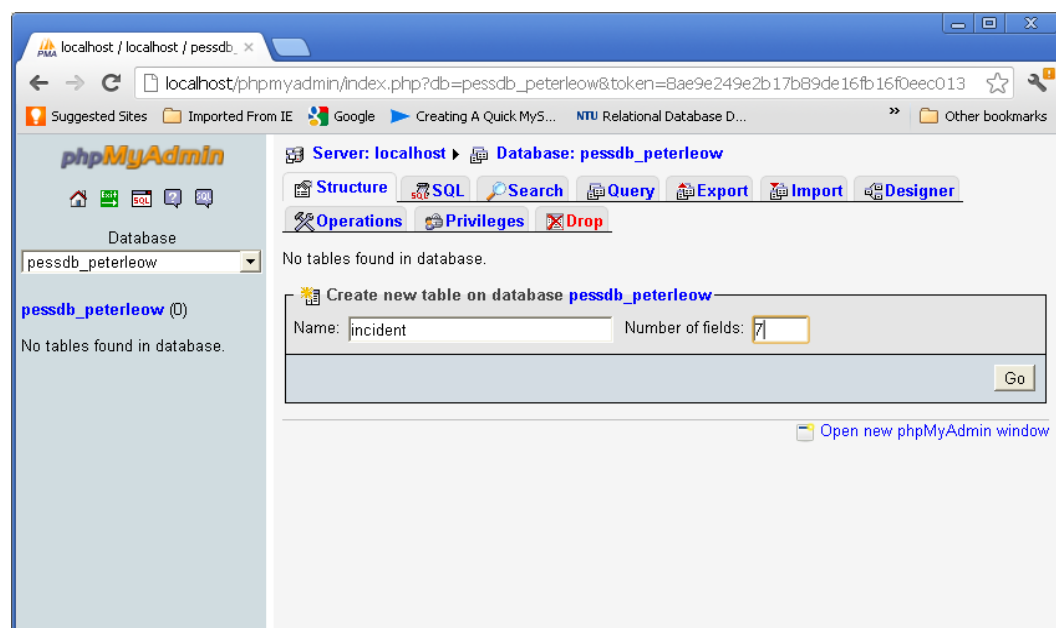 localhost / localhost / pessdb_
localhost/phpmyadmin/index.php?db=pessdb_peterleow&token=8ae9e249e2b17b89de16fb16f0eec013
Suggested Sites Imported From IE Google Creating A Quick MyS... NTU Relational Database D... » Other bookmarks
phpMyAdmin
Database
pessdb_peterleow
pessdb_peterleow (0)
No tables found in database.
Server: localhost Database: pessdb_peterleow
Structure SQL Search Query Export Import Designer
Operations Privileges Drop
No tables found in database.
Create new table on database pessdb_peterleow
Name: incident Number of fields: 7
Go
Open new phpMyAdmin window